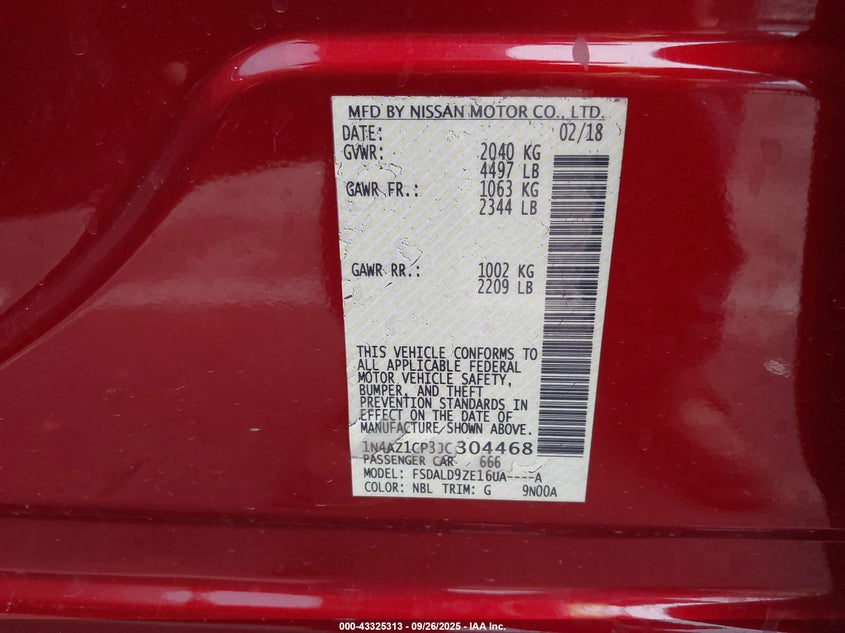 MFD BY NISSAN MOTOR CO., LTD.
DATE: 02/18
GVWR: 2040 KG
4497 LB
GAWR FR.: 1063 KG
2344 LB
GAWR RR.: 1002 KG
2209 LB
THIS VEHICLE CONFORMS TO
ALL APPLICABLE FEDERAL
MOTOR VEHICLE SAFETY,
BUMPER, AND THEFT
PREVENTION STANDARDS IN
EFFECT ON THE DATE OF
MANUFACTURE SHOWN ABOVE.
1N4AZ1CP3JC304468
PASSENGER CAR 666
MODEL: FSDALD9ZE16UA----A
COLOR: NBL TRIM: G 9N00A
000-43325313 - 09/26/2025 - IAA Inc.